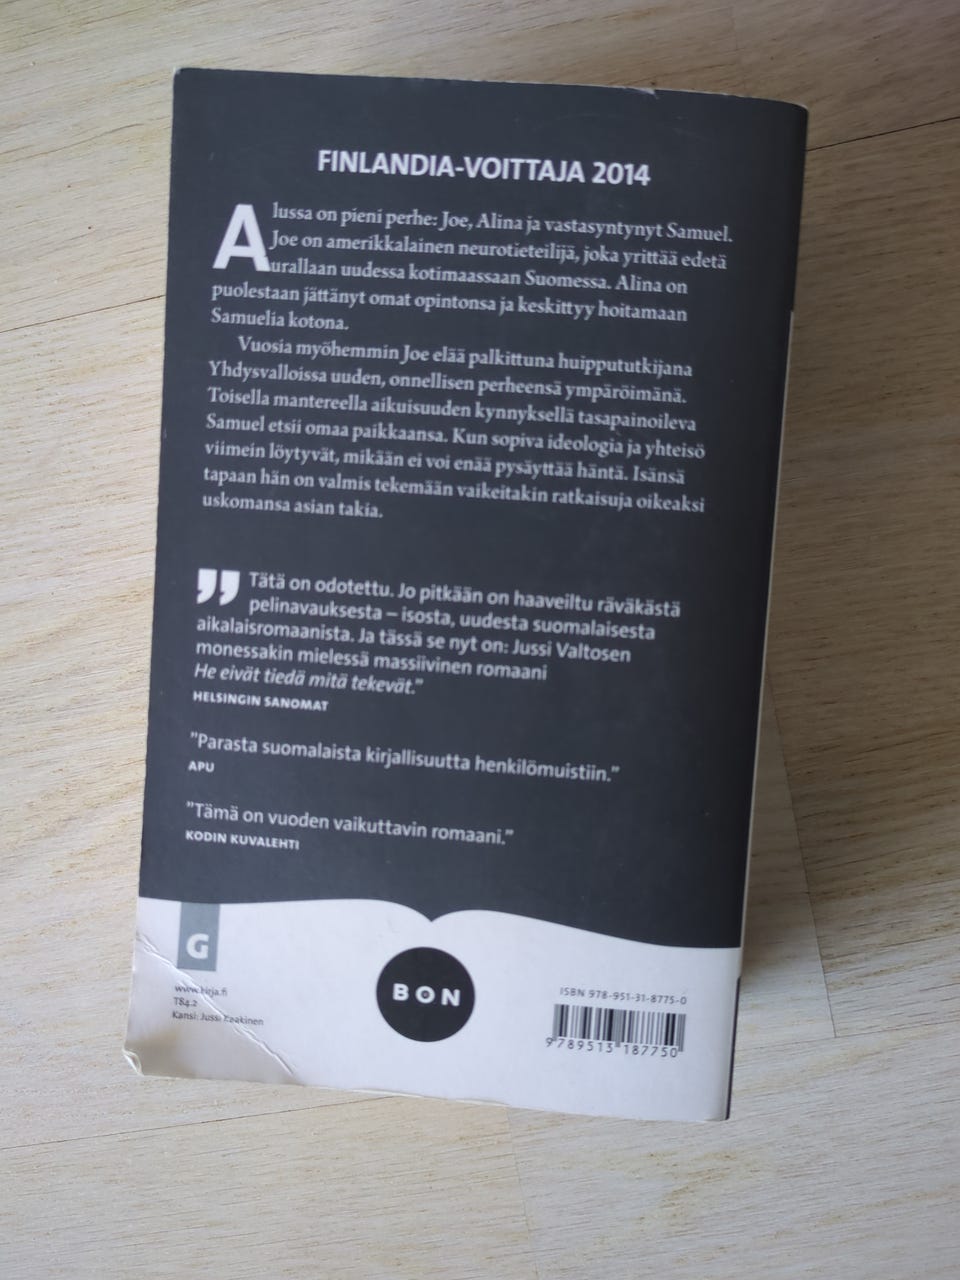 FINLANDIA-VOITTAJA 2014
Alussa on pieni perhe: Joe, Alina ja vastasyntynyt Samuel.
Joe on amerikkalainen neurotieteilijä, joka yrittää edetä
urallaan uudessa kotimaassaan Suomessa. Alina on
puolestaan jättänyt omat opintonsa ja keskittyy hoitamaan
Samuelia kotona.
Vuosia myöhemmin Joe elää palkittuna huippututkijana
Yhdysvalloissa uuden, onnellisen perheensä ympäröimänä.
Toisella mantereella aikuisuuden kynnyksellä tasapainoileva
Samuel etsii omaa paikkaansa. Kun sopiva ideologia ja yhteisö
viimein löytyvät, mikään ei voi enää pysäyttää häntä. Isänsä
tapaan hän on valmis tekemään vaikeitakin ratkaisuja oikeaksi
uskomansa asian takia.
”Tätä on odotettu. Jo pitkään on haaveiltu räväkästä
pelinavauksesta – isosta, uudesta suomalaisesta
aikalaisromaanista. Ja tässä se nyt on: Jussi Valtosen
monessakin mielessä massiivinen romaani
He eivät tiedä mitä tekevät.”
HELSINGIN SANOMAT
”Parasta suomalaista kirjallisuutta henkilömuistiin.”
APU
”Tämä on vuoden vaikuttavin romaani.”
KODIN KUVALEHTI
G
www.kirja.fi
T84.2
Kansi: Jussi Kaakinen
BON
ISBN 978-951-31-8775-0
9 789513 187750